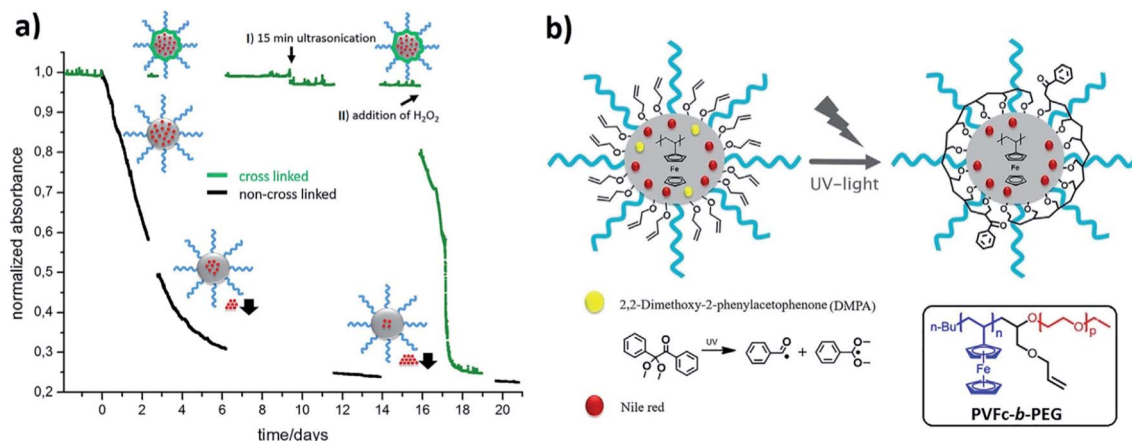 a)
I) 15 min ultrasonication
II) addition of H₂O₂
1,0
0,9
0,8
0,7
0,6
0,5
0,4
0,3
0,2
normalized absorbance
cross linked
non-cross linked
0 2 4 6 8 10 12 14 16 18 20
time/days
b)
Fe
UV-light
Fe
2,2-Dimethoxy-2-phenylacetophenone (DMPA)
UV
+
Nile red
n-Bu
n
O
O
p
O
Fe
PVFc-b-PEG